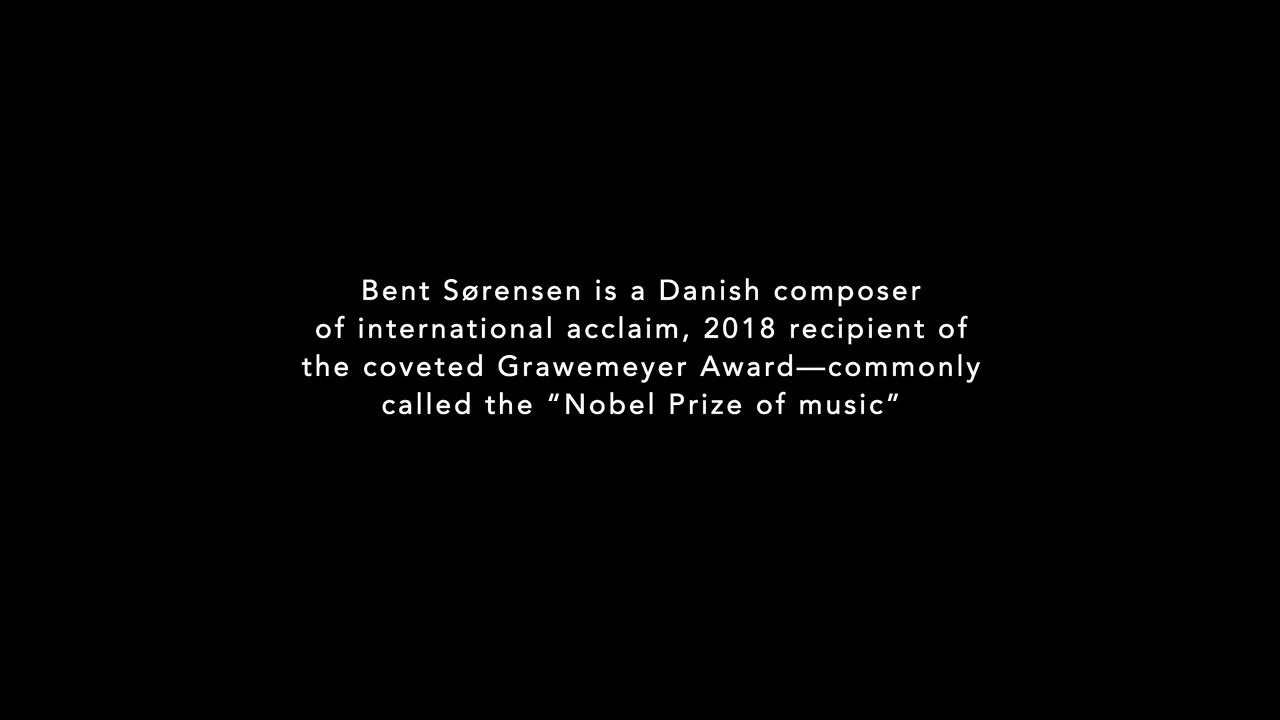 Bent Sørensen is a Danish composer
of international acclaim, 2018 recipient of
the coveted Grawemeyer Award—commonly
called the “Nobel Prize of music”